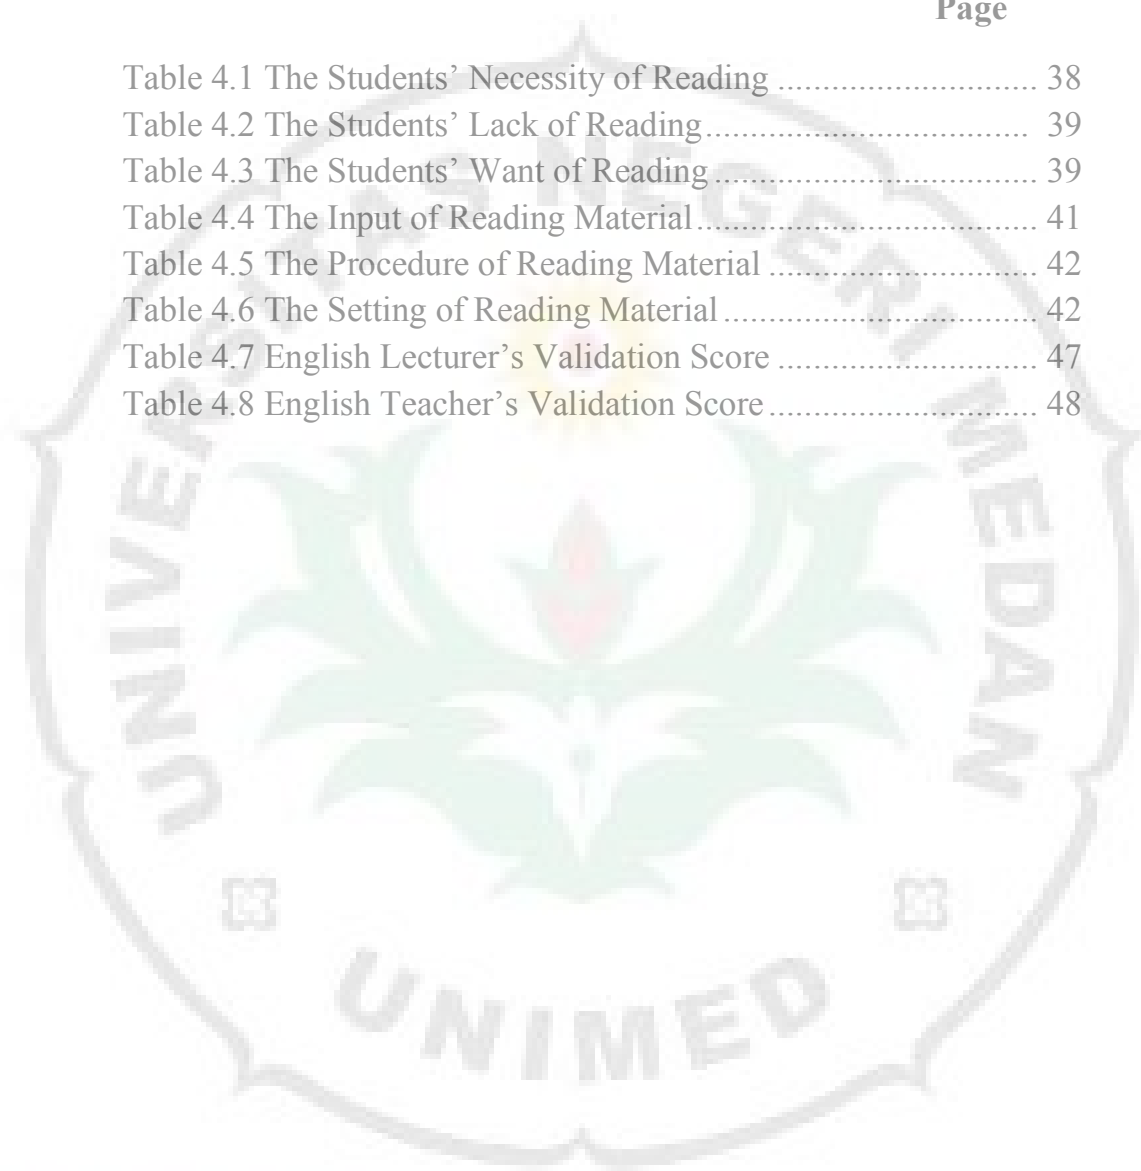 Page
Table 4.1 The Students’ Necessity of Reading ............................ 38
Table 4.2 The Students’ Lack of Reading................................... 39
Table 4.3 The Students’ Want of Reading................................... 39
Table 4.4 The Input of Reading Material..................................... 41
Table 4.5 The Procedure of Reading Material ............................. 42
Table 4.6 The Setting of Reading Material.................................. 42
Table 4.7 English Lecturer’s Validation Score ............................ 47
Table 4.8 English Teacher’s Validation Score............................. 48
UNIVERSITAS NEGERI MEDAN
UNIMED